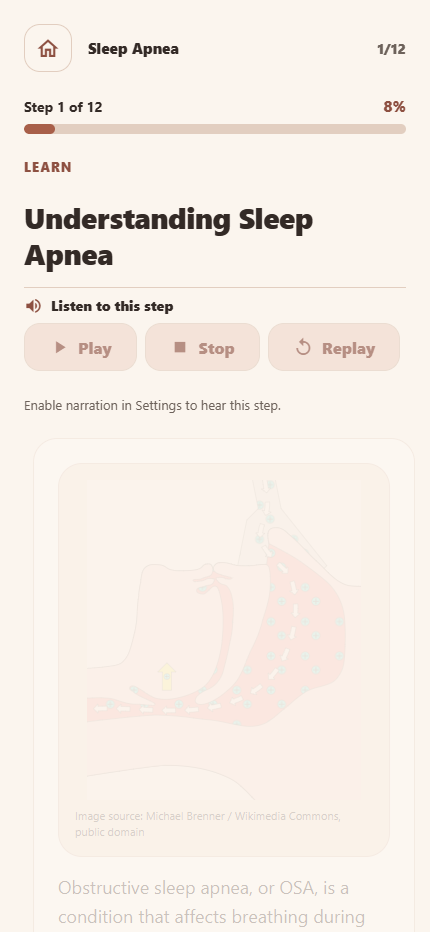 Sleep Apnea
1/12
Step 1 of 12
8%
LEARN
Understanding Sleep
Apnea
Listen to this step
Play
Stop
Replay
Enable narration in Settings to hear this step.
Image source: Michael Brenner / Wikimedia Commons,
public domain
Obstructive sleep apnea, or OSA, is a
condition that affects breathing during